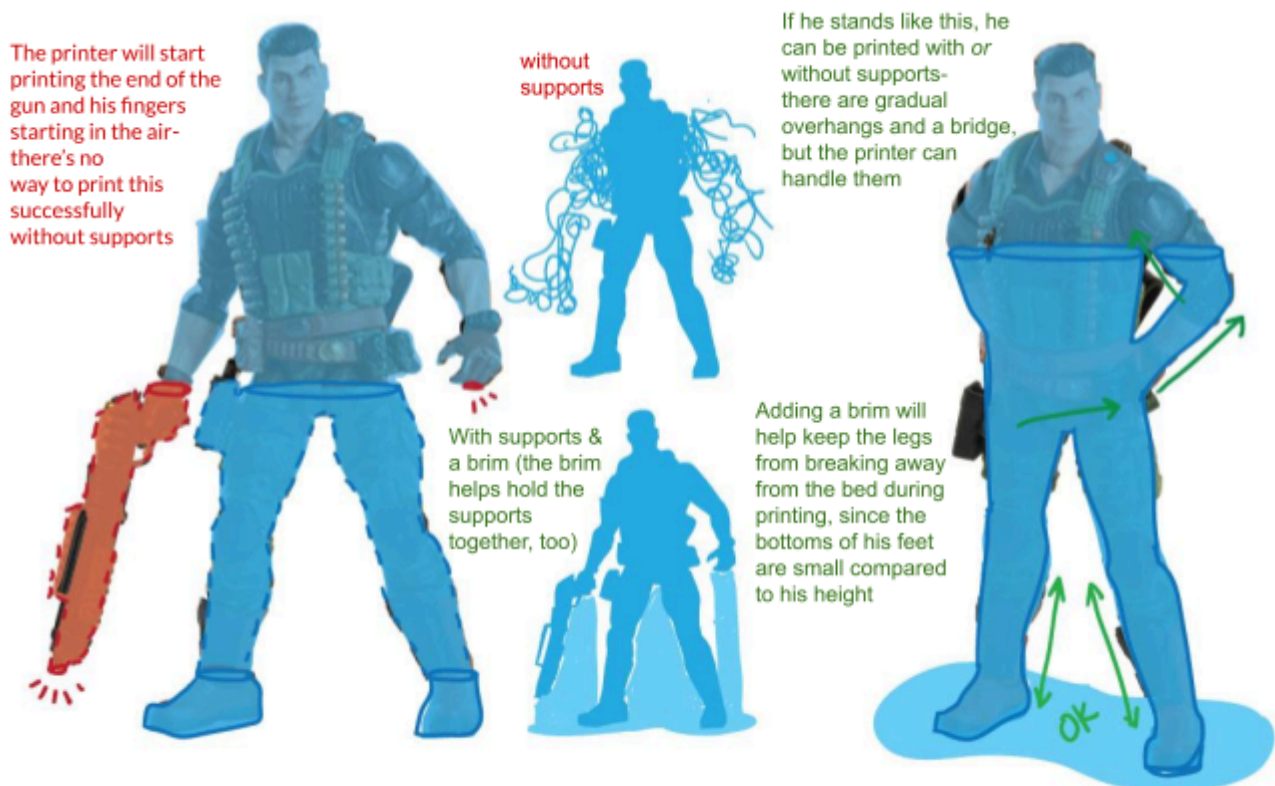 The printer will start
printing the end of the
gun and his fingers
starting in the air-
there's no
way to print this
successfully
without supports
without
supports
If he stands like this, he
can be printed with or
without supports-
there are gradual
overhangs and a bridge,
but the printer can
handle them
With supports &
a brim (the brim
helps hold the
supports
together, too)
Adding a brim will
help keep the legs
from breaking away
from the bed during
printing, since the
bottoms of his feet
are small compared
to his height
OK